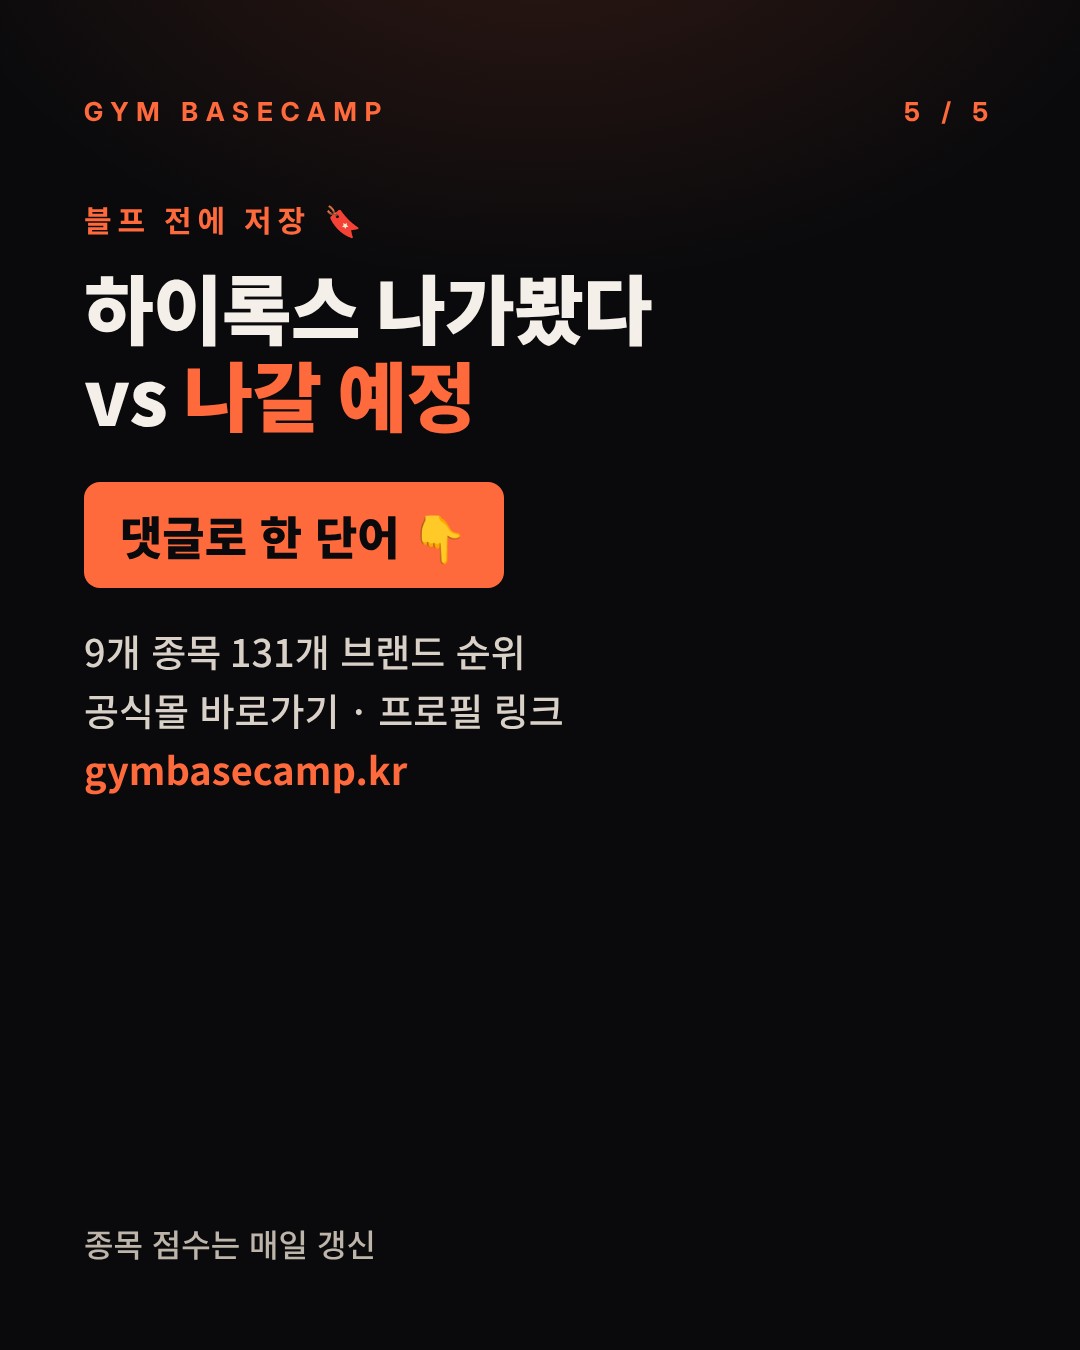 GYM BASECAMP
5 / 5
블프 전에 저장 🔖
하이록스 나가봤다
vs 나갈 예정
댓글로 한 단어 👇
9개 종목 131개 브랜드 순위
공식몰 바로가기 · 프로필 링크
gymbasecamp.kr
종목 점수는 매일 갱신